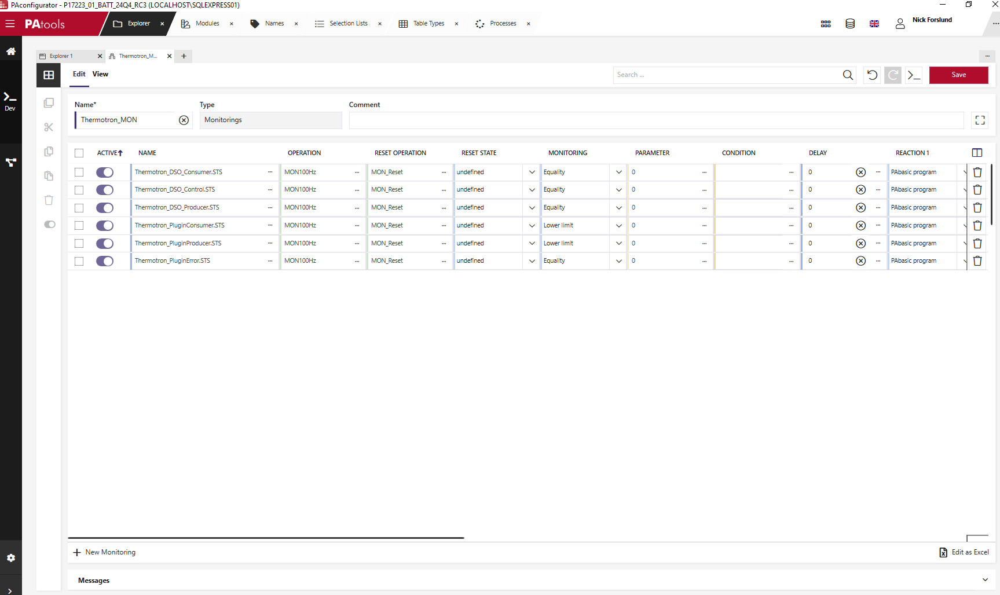 PAconfigurator - P17223_01_BATT_24Q4_RC3 (LOCALHOST\SQLEXPRESS01)
PAtools Explorer Modules Names Selection Lists Table Types Processes Nick Forslund
Explorer 1 Thermotron_M...
Edit View Search ... Save
Dev
Name* Type Comment
Thermotron_MON Monitorings
ACTIVE NAME OPERATION RESET OPERATION RESET STATE MONITORING PARAMETER CONDITION DELAY REACTION 1
Thermotron_DSO_Consumer.STS MON100Hz MON_Reset undefined Equality 0 0 PAbasic program
Thermotron_DSO_Control.STS MON100Hz MON_Reset undefined Equality 0 0 PAbasic program
Thermotron_DSO_Producer.STS MON100Hz MON_Reset undefined Equality 0 0 PAbasic program
Thermotron_PluginConsumer.STS MON100Hz MON_Reset undefined Lower limit 0 0 PAbasic program
Thermotron_PluginProducer.STS MON100Hz MON_Reset undefined Lower limit 0 0 PAbasic program
Thermotron_PluginError.STS MON100Hz MON_Reset undefined Equality 0 0 PAbasic program
New Monitoring Edit as Excel
Messages